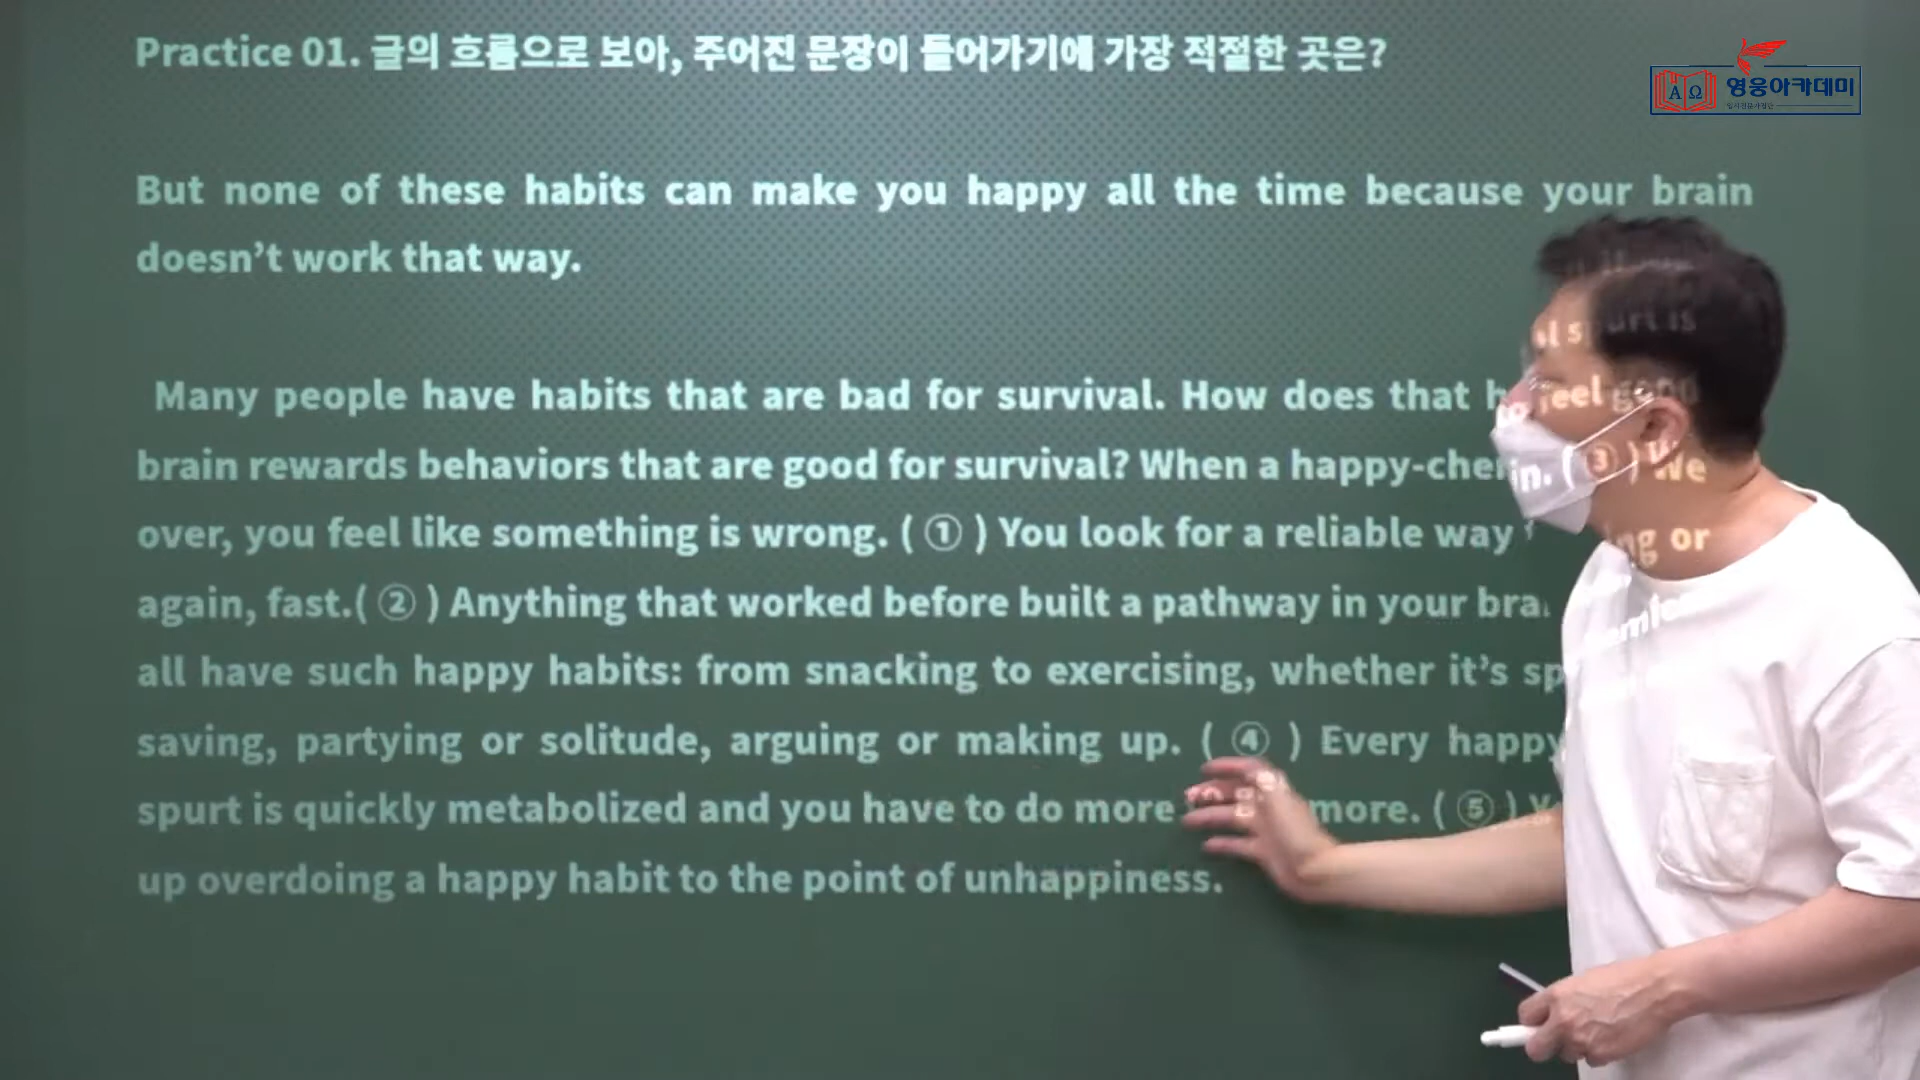 Practice 01. 글의 흐름으로 보아, 주어진 문장이 들어가기에 가장 적절한 곳은?
영웅아카데미
But none of these habits can make you happy all the time because your brain
doesn't work that way.
Many people have habits that are bad for survival. How does that feel good
brain rewards behaviors that are good for survival? When a happy-
over, you feel like something is wrong. ( ① ) You look for a reliable way
again, fast.( ② ) Anything that worked before built a pathway in your ( ③ ) We
all have such happy habits: from snacking to exercising, whether it's or
saving, partying or solitude, arguing or making up. ( ④ ) Every happy
spurt is quickly metabolized and you have to do more more. ( ⑤ )
up overdoing a happy habit to the point of unhappiness.